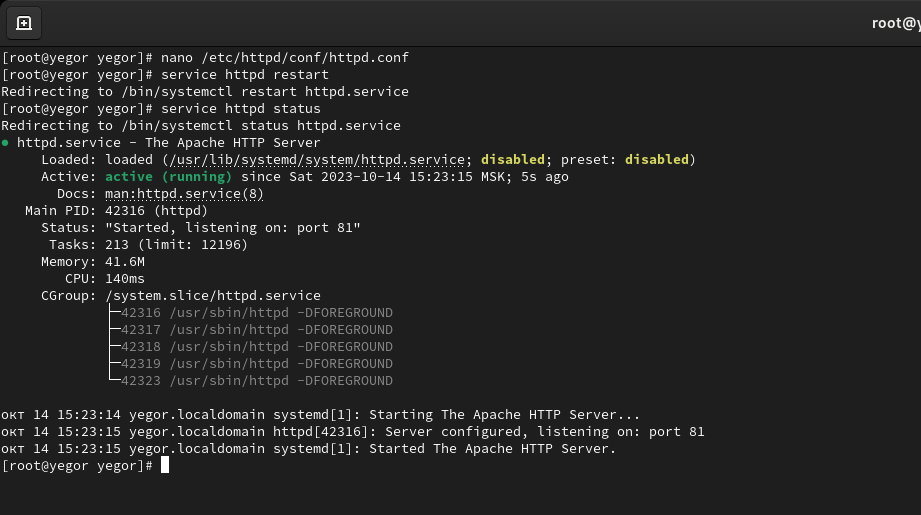 root@y
[root@yegor yegor]# nano /etc/httpd/conf/httpd.conf
[root@yegor yegor]# service httpd restart
Redirecting to /bin/systemctl restart httpd.service
[root@yegor yegor]# service httpd status
Redirecting to /bin/systemctl status httpd.service
● httpd.service - The Apache HTTP Server
Loaded: loaded (/usr/lib/systemd/system/httpd.service; disabled; preset: disabled)
Active: active (running) since Sat 2023-10-14 15:23:15 MSK; 5s ago
Docs: man:httpd.service(8)
Main PID: 42316 (httpd)
Status: "Started, listening on: port 81"
Tasks: 213 (limit: 12196)
Memory: 41.6M
CPU: 140ms
CGroup: /system.slice/httpd.service
├─42316 /usr/sbin/httpd -DFOREGROUND
├─42317 /usr/sbin/httpd -DFOREGROUND
├─42318 /usr/sbin/httpd -DFOREGROUND
├─42319 /usr/sbin/httpd -DFOREGROUND
└─42323 /usr/sbin/httpd -DFOREGROUND
окт 14 15:23:14 yegor.localdomain systemd[1]: Starting The Apache HTTP Server...
окт 14 15:23:15 yegor.localdomain httpd[42316]: Server configured, listening on: port 81
окт 14 15:23:15 yegor.localdomain systemd[1]: Started The Apache HTTP Server.
[root@yegor yegor]#